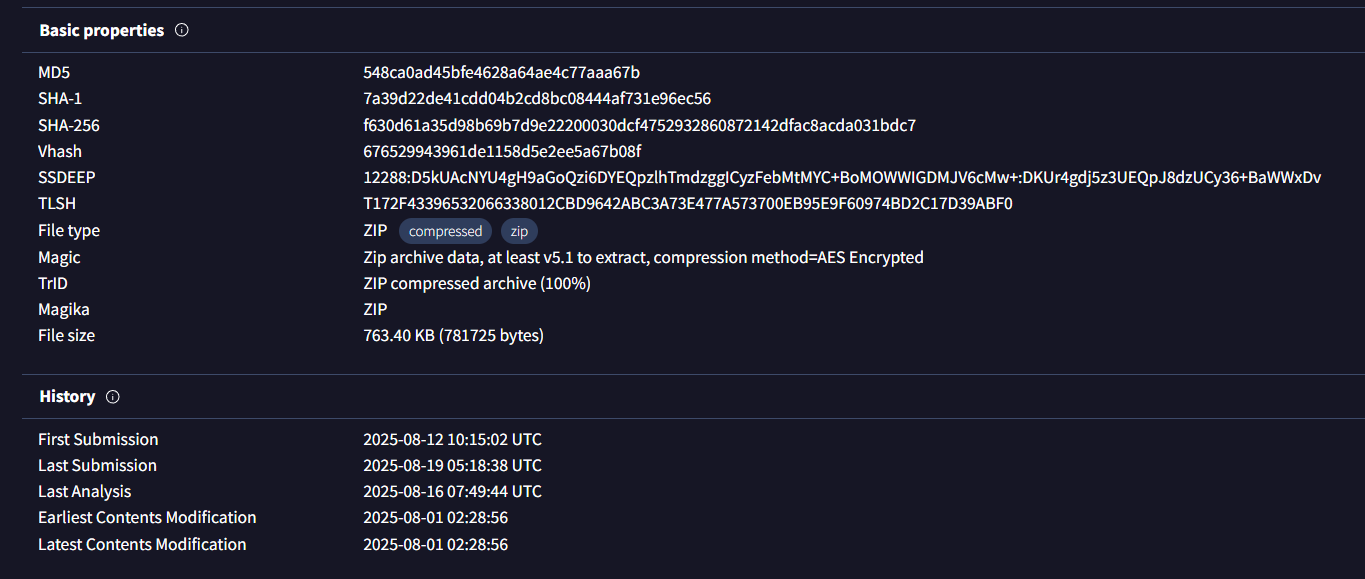 Basic properties
MD5 548ca0ad45bfe4628a64ae4c77aaa67b
SHA-1 7a39d22de41cdd04b2cd8bc08444af731e96ec56
SHA-256 f630d61a35d98b69b7d9e22200030dcf4752932860872142dfac8acda031bdc7
Vhash 676529943961de1158d5e2ee5a67b08f
SSDEEP 12288:D5kUAcNYU4gH9aGoQzi6DYEQpzlhTmdzggICyzFebMtMYC+BoMOWWIGDMJV6cMw+:DKUr4gdj5z3UEQpJ8dzUCy36+BaWWxDv
TLSH T172F43396532066338012CBD9642ABC3A73E477A573700EB95E9F60974BD2C17D39ABF0
File type ZIP compressed zip
Magic Zip archive data, at least v5.1 to extract, compression method=AES Encrypted
TrID ZIP compressed archive (100%)
Magika ZIP
File size 763.40 KB (781725 bytes)
History
First Submission 2025-08-12 10:15:02 UTC
Last Submission 2025-08-19 05:18:38 UTC
Last Analysis 2025-08-16 07:49:44 UTC
Earliest Contents Modification 2025-08-01 02:28:56
Latest Contents Modification 2025-08-01 02:28:56